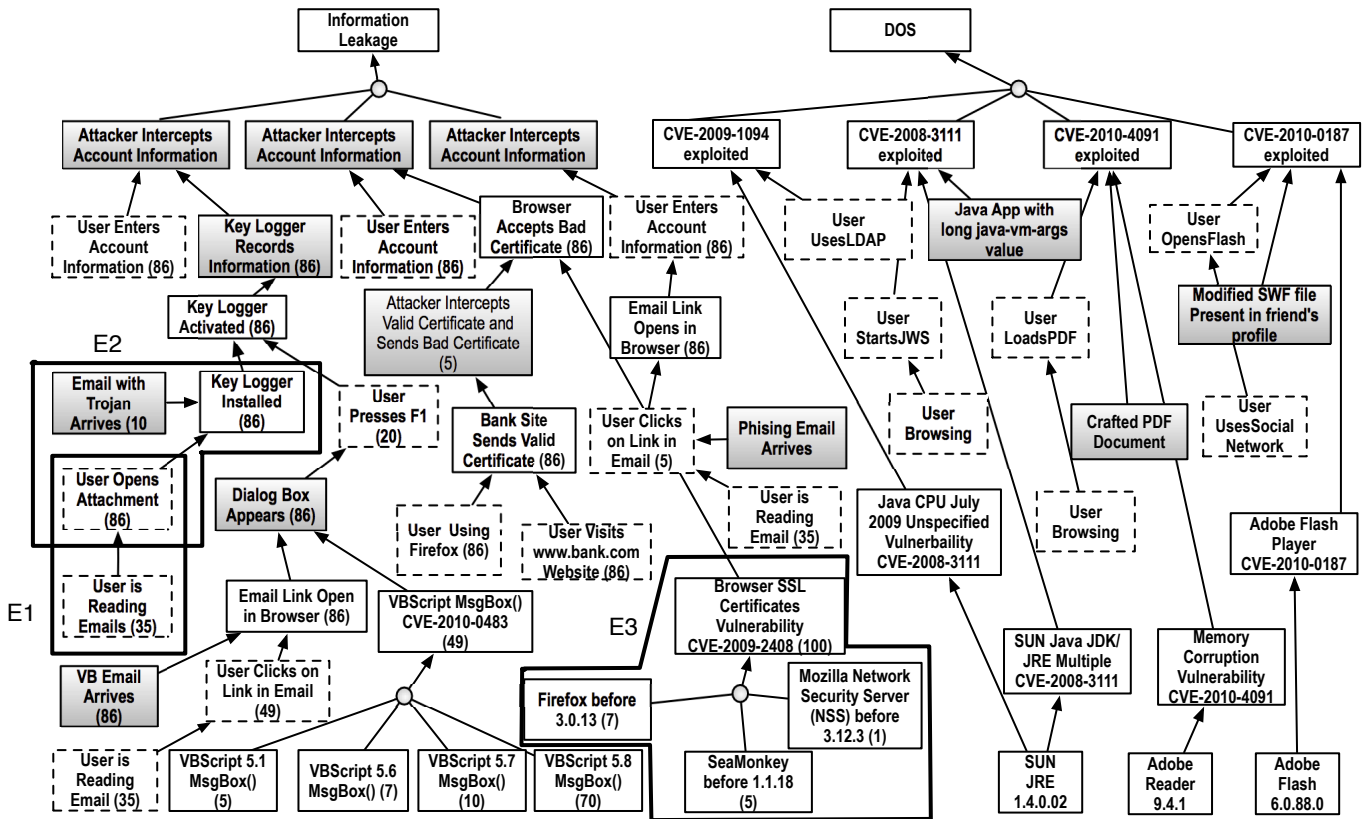 Information
Leakage
DOS
Attacker Intercepts
Account Information
Attacker Intercepts
Account Information
Attacker Intercepts
Account Information
CVE-2009-1094
exploited
CVE-2008-3111
exploited
CVE-2010-4091
exploited
CVE-2010-0187
exploited
User Enters
Account
Information (86)
Key Logger
Records
Information (86)
User Enters
Account
Information (86)
Browser
Accepts Bad
Certificate (86)
User Enters
Account
Information (86)
User
UsesLDAP
Java App with
long java-vm-args
value
User
OpensFlash
Key Logger
Activated (86)
Attacker Intercepts
Valid Certificate and
Sends Bad Certificate
(5)
Email Link
Opens in
Browser (86)
User
StartsJWS
User
LoadsPDF
Modified SWF file
Present in friend's
profile
E2
Email with
Trojan
Arrives (10
Key Logger
Installed
(86)
User
Presses F1
(20)
Bank Site
Sends Valid
Certificate (86)
User Clicks
on Link in
Email (5)
Phising Email
Arrives
User
Browsing
Crafted PDF
Document
User
UsesSocial
Network
User Opens
Attachment
(86)
Dialog Box
Appears (86)
User Using
Firefox (86)
User Visits
www.bank.com
Website (86)
User is
Reading
Email (35)
Java CPU July
2009 Unspecified
Vulnerbaility
CVE-2008-3111
User
Browsing
Adobe Flash
Player
CVE-2010-0187
E1
User is
Reading
Emails (35)
Email Link Open
in Browser (86)
VBScript MsgBox()
CVE-2010-0483
(49)
E3
Browser SSL
Certificates
Vulnerability
CVE-2009-2408 (100)
SUN Java JDK/
JRE Multiple
CVE-2008-3111
Memory
Corruption
Vulnerability
CVE-2010-4091
VB Email
Arrives
(86)
User Clicks on
Link in Email
(49)
Firefox before
3.0.13 (7)
Mozilla Network
Security Server
(NSS) before
3.12.3 (1)
User is
Reading
Email (35)
VBScript 5.1
MsgBox()
(5)
VBScript 5.6
MsgBox() (7)
VBScript 5.7
MsgBox()
(10)
VBScript 5.8
MsgBox()
(70)
SeaMonkey
before 1.1.18
(5)
SUN
JRE
1.4.0.02
Adobe
Reader
9.4.1
Adobe
Flash
6.0.88.0